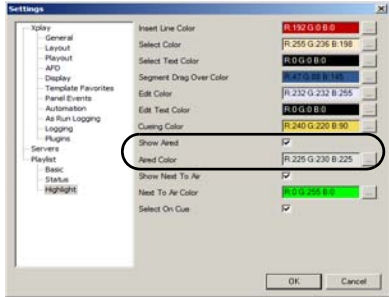 Settings
Xplay
General
Layout
Playout
APD
Display
Template Favorites
Panel Events
Automation
As Run Logging
Logging
Plugins
Servers
Playlist
Basic
Status
Highlight
Insert Line Color R:192 G:0 B:0 ...
Select Color R:255 G:236 B:198 ...
Select Text Color R:0 G:0 B:0 ...
Segment Drag Over Color
Edit Color R:232 G:232 B:255 ...
Edit Text Color R:0 G:0 B:0 ...
Cueing Color R:240 G:220 B:90 ...
Show Aired
Aired Color R:225 G:230 B:225 ...
Show Next To Air
Next To Air Color R:0 G:255 B:0 ...
Select On Cue
OK Cancel